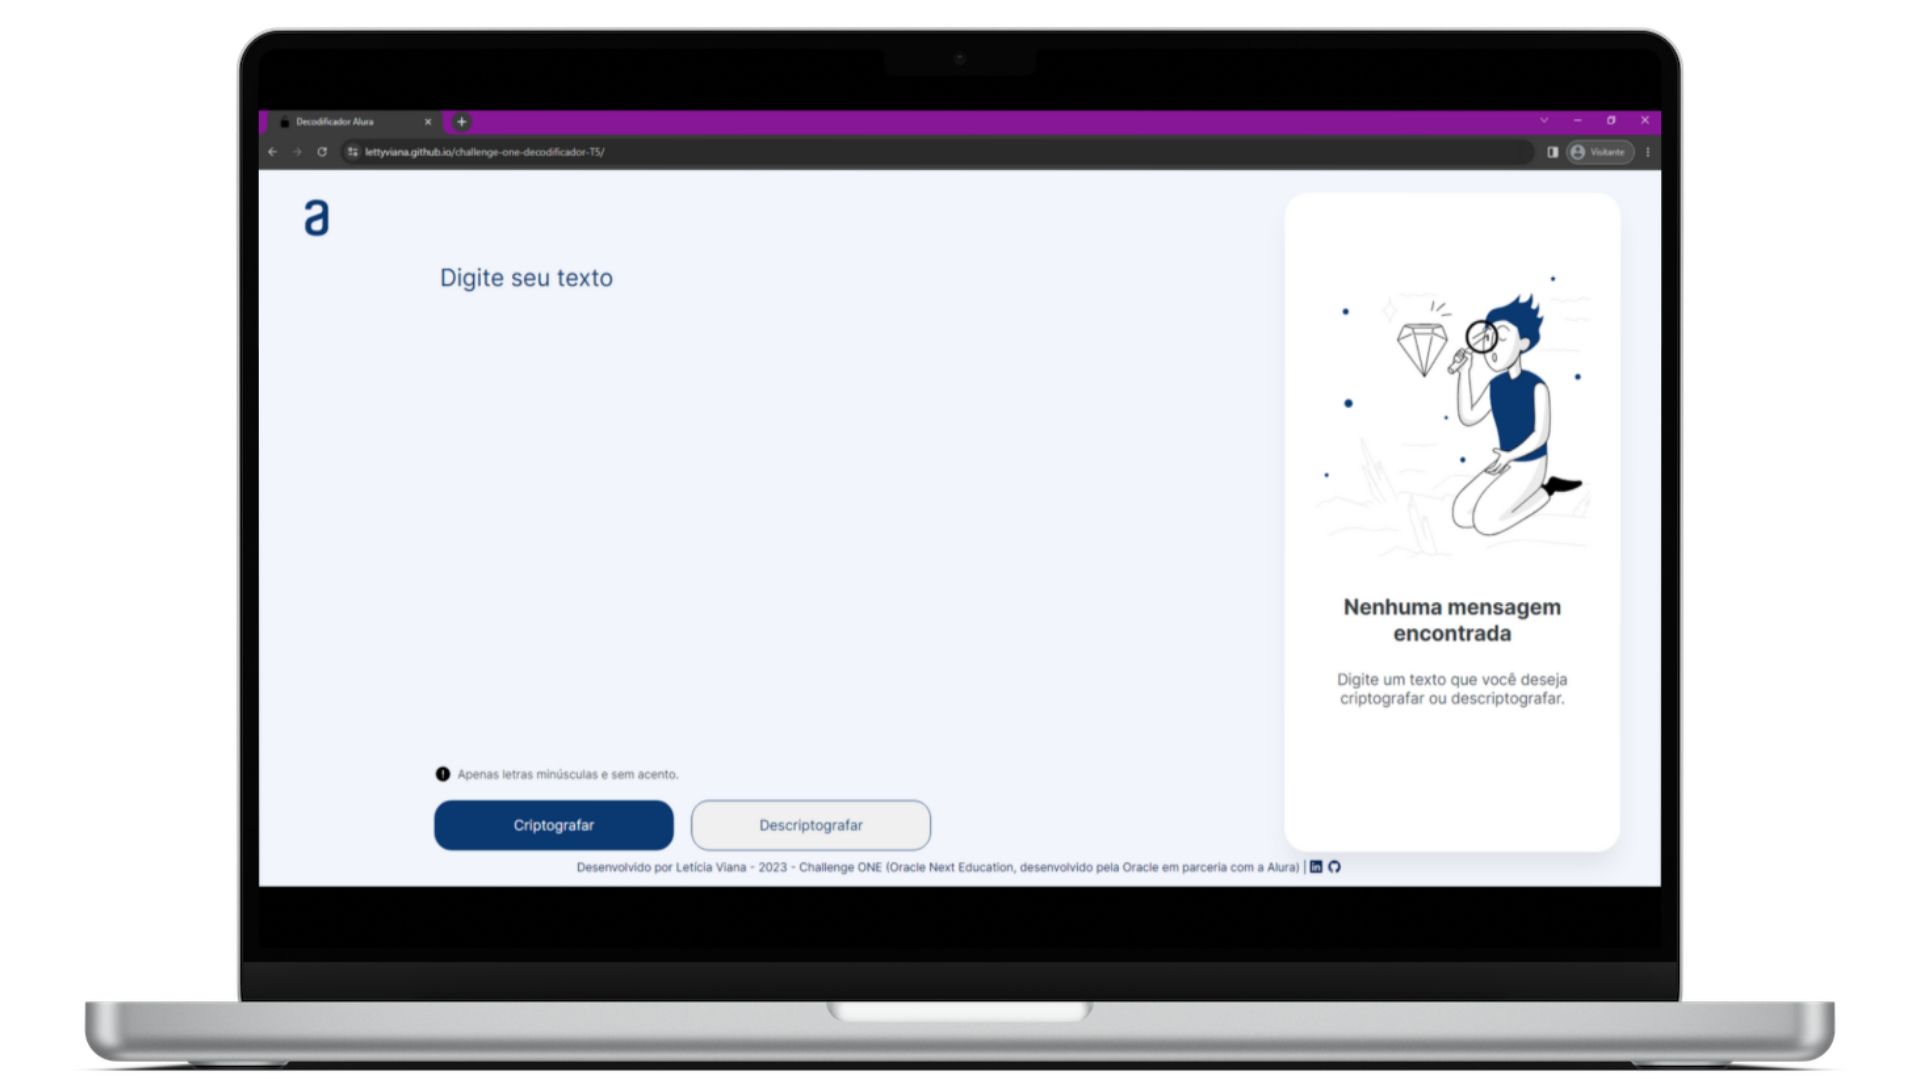 Decodificador Alura
lettyviana.github.io/challenge-one-decodificador-T5/
Visitante
a
Digite seu texto
Nenhuma mensagem
encontrada
Digite um texto que você deseja
criptografar ou descriptografar.
Apenas letras minúsculas e sem acento.
Criptografar
Descriptografar
Desenvolvido por Letícia Viana - 2023 - Challenge ONE (Oracle Next Education, desenvolvido pela Oracle em parceria com a Alura) | in